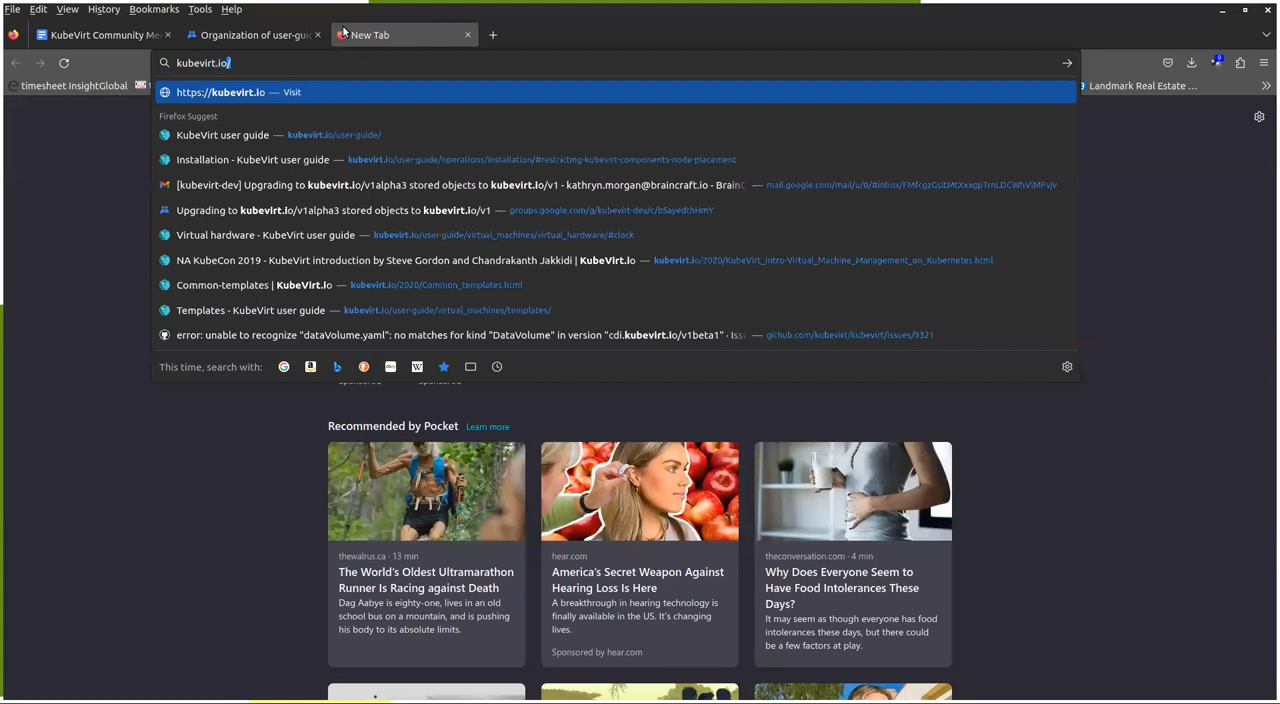 File Edit View History Bookmarks Tools Help
KubeVirt Community Me
Organization of user-gui
New Tab
kubevirt.io/
timesheet InsightGlobal
Landmark Real Estate ...
https://kubevirt.io — Visit
Firefox Suggest
KubeVirt user guide — kubevirt.io/user-guide/
Installation - KubeVirt user guide — kubevirt.io/user-guide/operations/installation/#restricting-kubevirt-components-node-placement
[kubevirt-dev] Upgrading to kubevirt.io/v1alpha3 stored objects to kubevirt.io/v1 - kathryn.morgan@braincraft.io - Brain — mail.google.com/mail/u/0/#inbox/
Upgrading to kubevirt.io/v1alpha3 stored objects to kubevirt.io/v1 — groups.google.com/g/kubevirt-dev/c/bSayedthHmY
Virtual hardware - KubeVirt user guide — kubevirt.io/user-guide/virtual_machines/virtual_hardware/#clock
NA KubeCon 2019 - KubeVirt introduction by Steve Gordon and Chandrakanth Jakkidi | KubeVirt.io — kubevirt.io/2020/KubeVirt_Intro-Virtual_Machine_Management_on_Kubernetes.html
Common-templates | KubeVirt.io — kubevirt.io/2020/Common_templates.html
Templates - KubeVirt user guide — kubevirt.io/user-guide/virtual_machines/templates/
error: unable to recognize "dataVolume.yaml": no matches for kind "DataVolume" in version "cdi.kubevirt.io/v1beta1" · Iss — github.com/kubevirt/kubevirt/issues/9321
This time, search with:
Recommended by Pocket Learn more
thewalrus.ca · 13 min
The World's Oldest Ultramarathon
Runner Is Racing against Death
Dag Aabye is eighty-one, lives in an old
school bus on a mountain, and is pushing
his body to its absolute limits.
hear.com
America's Secret Weapon Against
Hearing Loss Is Here
A breakthrough in hearing technology is
finally available in the US. It's changing
lives.
Sponsored by hear.com
theconversation.com · 4 min
Why Does Everyone Seem to
Have Food Intolerances These
Days?
It may seem as though everyone has food
intolerances these days, but there could
be a few factors at play.